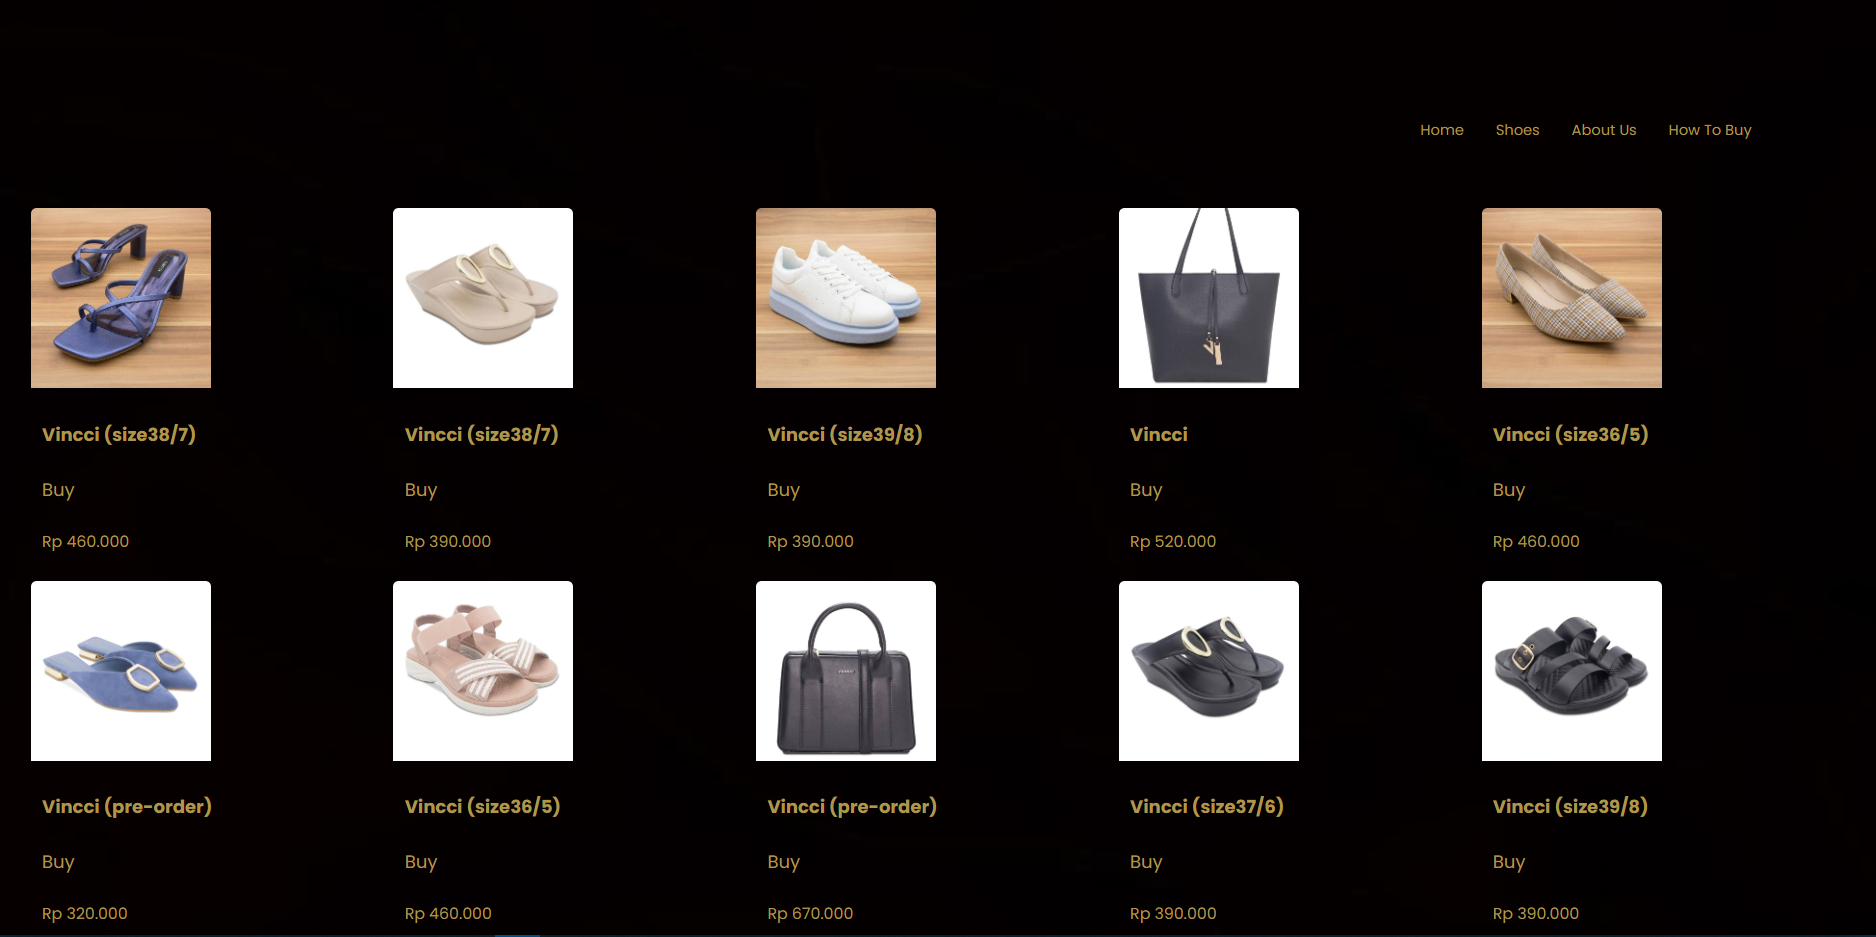 Home Shoes About Us How To Buy
Vincci (size38/7) Vincci (size38/7) Vincci (size39/8) Vincci Vincci (size36/5)
Buy Buy Buy Buy Buy
Rp 460.000 Rp 390.000 Rp 390.000 Rp 520.000 Rp 460.000
Vincci (pre-order) Vincci (size36/5) Vincci (pre-order) Vincci (size37/6) Vincci (size39/8)
Buy Buy Buy Buy Buy
Rp 320.000 Rp 460.000 Rp 670.000 Rp 390.000 Rp 390.000